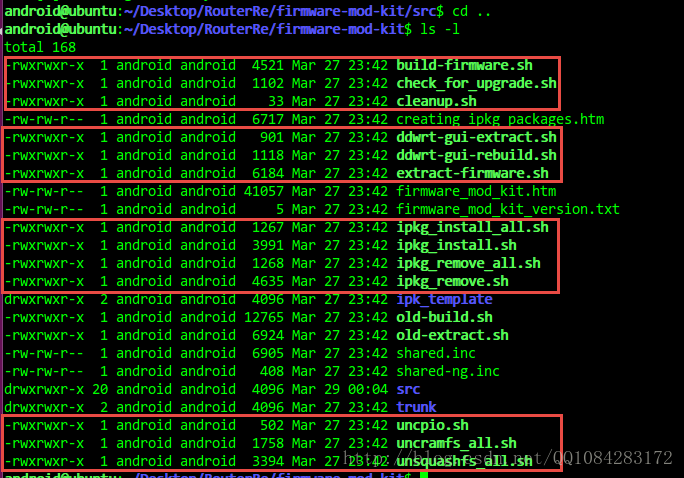 android@ubuntu:~/Desktop/RouterRe/firmware-mod-kit/src$ cd ..
android@ubuntu:~/Desktop/RouterRe/firmware-mod-kit$ ls -l
total 168
-rwxrwxr-x 1 android android 4521 Mar 27 23:42 build-firmware.sh
-rwxrwxr-x 1 android android 1102 Mar 27 23:42 check_for_upgrade.sh
-rwxrwxr-x 1 android android 33 Mar 27 23:42 cleanup.sh
-rw-rw-r-- 1 android android 6717 Mar 27 23:42 creating_ipkg_packages.htm
-rwxrwxr-x 1 android android 901 Mar 27 23:42 ddwrt-gui-extract.sh
-rwxrwxr-x 1 android android 1118 Mar 27 23:42 ddwrt-gui-rebuild.sh
-rwxrwxr-x 1 android android 6184 Mar 27 23:42 extract-firmware.sh
-rw-rw-r-- 1 android android 41057 Mar 27 23:42 firmware_mod_kit.htm
-rw-rw-r-- 1 android android 5 Mar 27 23:42 firmware_mod_kit_version.txt
-rwxrwxr-x 1 android android 1267 Mar 27 23:42 ipkg_install_all.sh
-rwxrwxr-x 1 android android 3991 Mar 27 23:42 ipkg_install.sh
-rwxrwxr-x 1 android android 1268 Mar 27 23:42 ipkg_remove_all.sh
-rwxrwxr-x 1 android android 4635 Mar 27 23:42 ipkg_remove.sh
drwxrwxr-x 2 android android 4096 Mar 27 23:42 ipk_template
-rwxrwxr-x 1 android android 12765 Mar 27 23:42 old-build.sh
-rwxrwxr-x 1 android android 6924 Mar 27 23:42 old-extract.sh
-rw-rw-r-- 1 android android 6905 Mar 27 23:42 shared.inc
-rw-rw-r-- 1 android android 408 Mar 27 23:42 shared-ng.inc
drwxrwxr-x 20 android android 4096 Mar 29 00:04 src
drwxrwxr-x 2 android android 4096 Mar 27 23:42 trunk
-rwxrwxr-x 1 android android 502 Mar 27 23:42 uncpio.sh
-rwxrwxr-x 1 android android 1758 Mar 27 23:42 uncramfs_all.sh
-rwxrwxr-x 1 android android 3394 Mar 27 23:42 unsquashfs_all.sh
http://blog.csdn.net/QQ1084283172
android@ubuntu:~/Desktop/RouterRe/firmware-mod-kit$